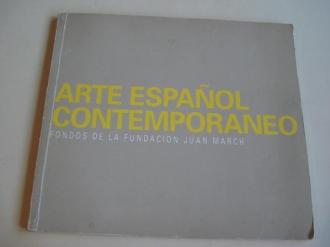 ARTE ESPAÑOL
CONTEMPORANEO
FONDOS DE LA FUNDACION JUAN MARCH